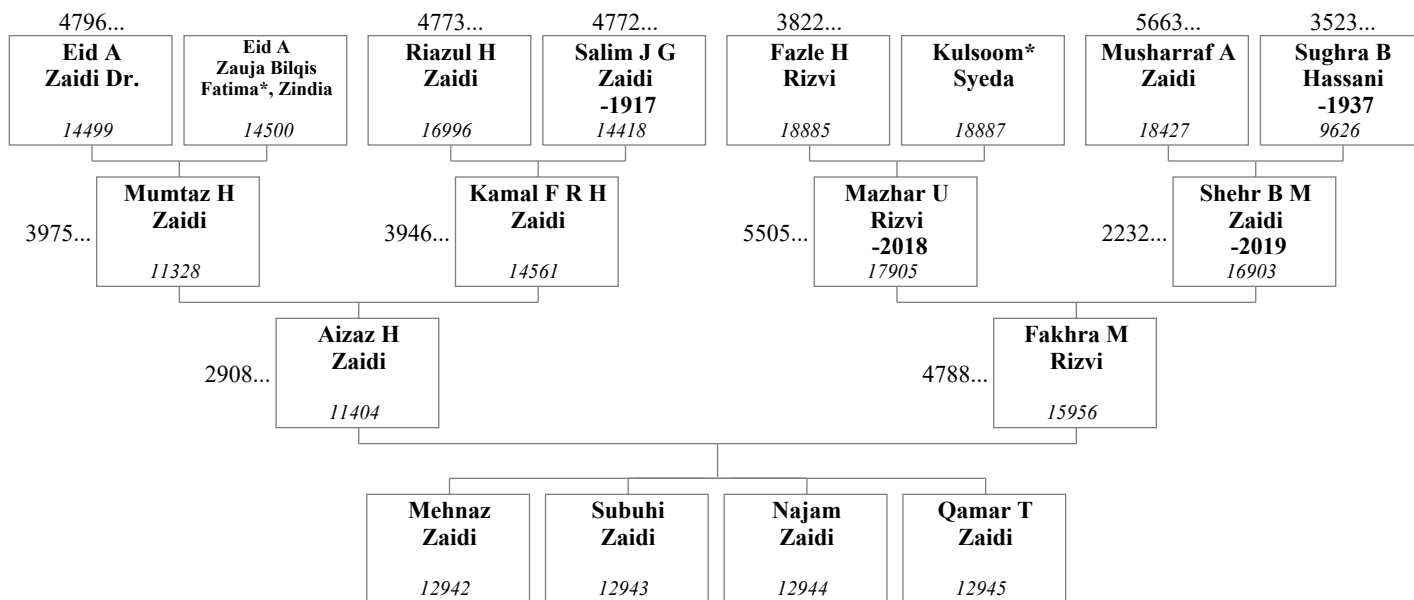 4796...
4773...
4772...
3822...
5663...
3523...
Eid A
Zaidi Dr.
14499
Eid A
Zauja Bilqis
Fatima*, Zindia
14500
Riazul H
Zaidi
16996
Salim J G
Zaidi
-1917
14418
Fazle H
Rizvi
18885
Kulsoom*
Syeda
18887
Musharraf A
Zaidi
18427
Sughra B
Hassani
-1937
9626
3975...
Mumtaz H
Zaidi
11328
3946...
Kamal F R H
Zaidi
14561
5505...
Mazhar U
Rizvi
-2018
17905
2232...
Shehr B M
Zaidi
-2019
16903
2908...
Aizaz H
Zaidi
11404
4788...
Fakhra M
Rizvi
15956
Mehnaz
Zaidi
12942
Subuhi
Zaidi
12943
Najam
Zaidi
12944
Qamar T
Zaidi
12945